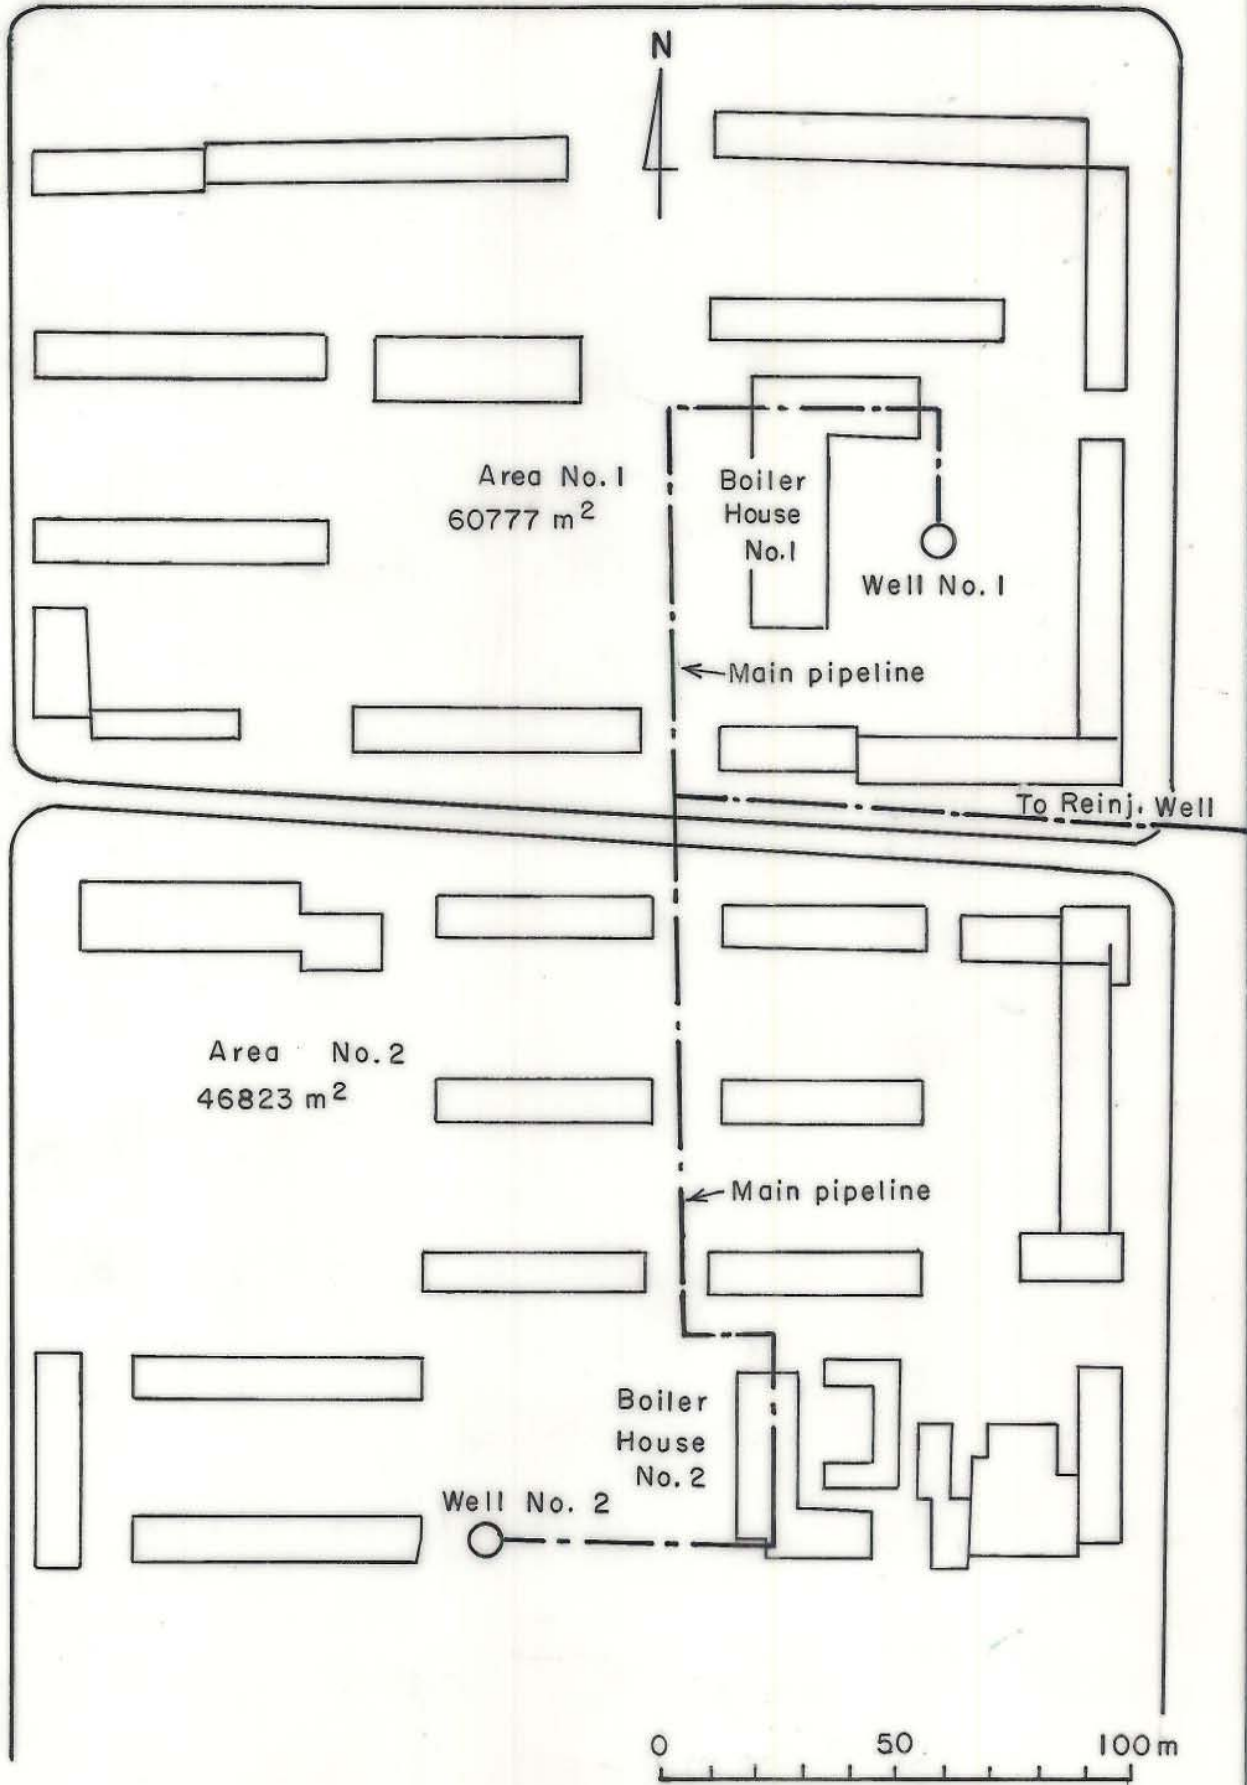 N
Area No. 1
60777 m²
Boiler
House
No. 1
Well No. 1
Main pipeline
To Reinj. Well
Area No. 2
46823 m²
Main pipeline
Boiler
House
No. 2
Well No. 2
0 50 100 m